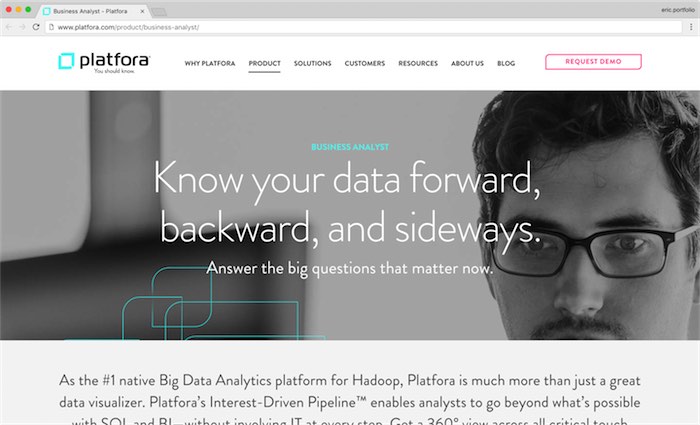 Business Analyst - Platfora
eric.portfolio
www.platfora.com/product/business-analyst/
platfora
You should know.
WHY PLATFORA
PRODUCT
SOLUTIONS
CUSTOMERS
RESOURCES
ABOUT US
BLOG
REQUEST DEMO
BUSINESS ANALYST
Know your data forward,
backward, and sideways.
Answer the big questions that matter now.
As the #1 native Big Data Analytics platform for Hadoop, Platfora is much more than just a great
data visualizer. Platfora's Interest-Driven Pipeline™ enables analysts to go beyond what's possible
with SQL and BI—without involving IT at every step. Get a 360° view across all critical touch